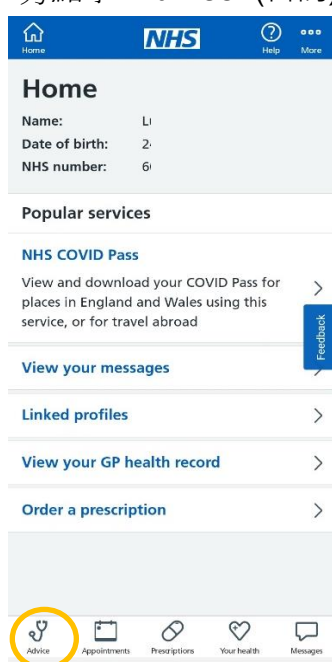 Home
NHS
Help
More
Home
Name:
Date of birth:
NHS number:
Popular services
NHS COVID Pass
View and download your COVID Pass for
places in England and Wales using this
service, or for travel abroad
Feedback
View your messages
Linked profiles
View your GP health record
Order a prescription
Advice
Appointments
Prescriptions
Your health
Messages